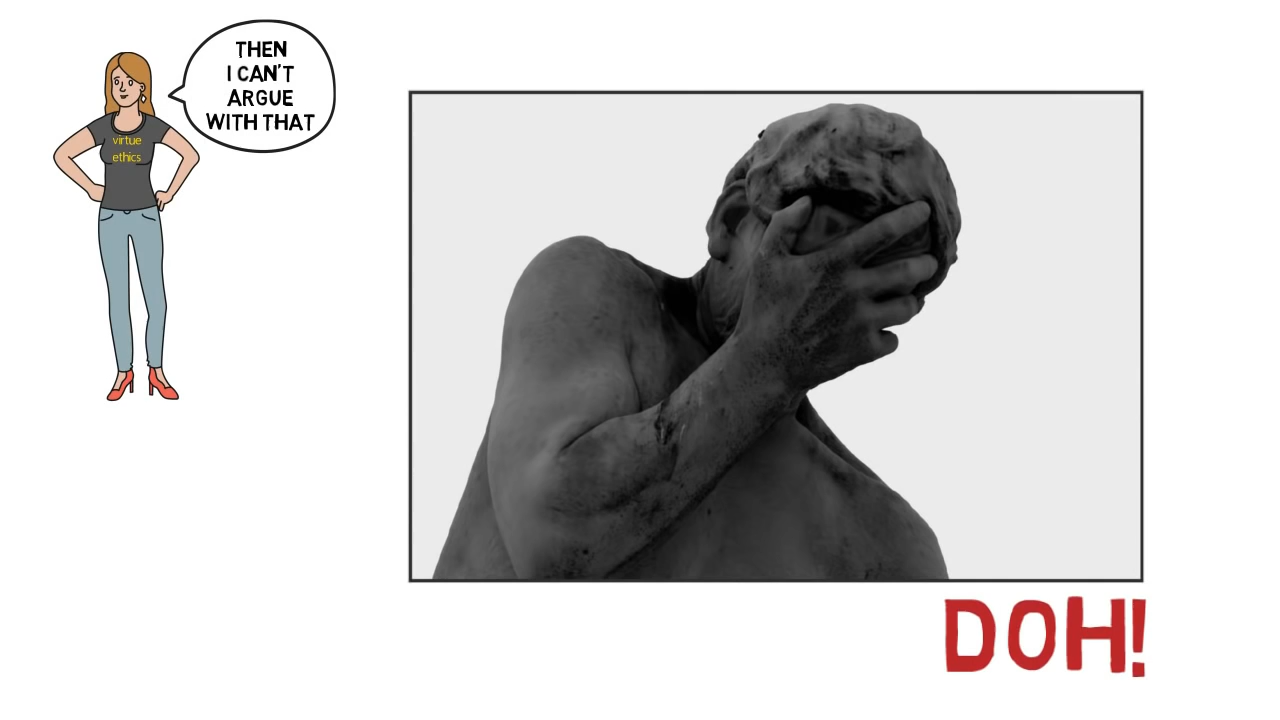 THEN
I CAN'T
ARGUE
WITH THAT
virtue
ethics
DOH!